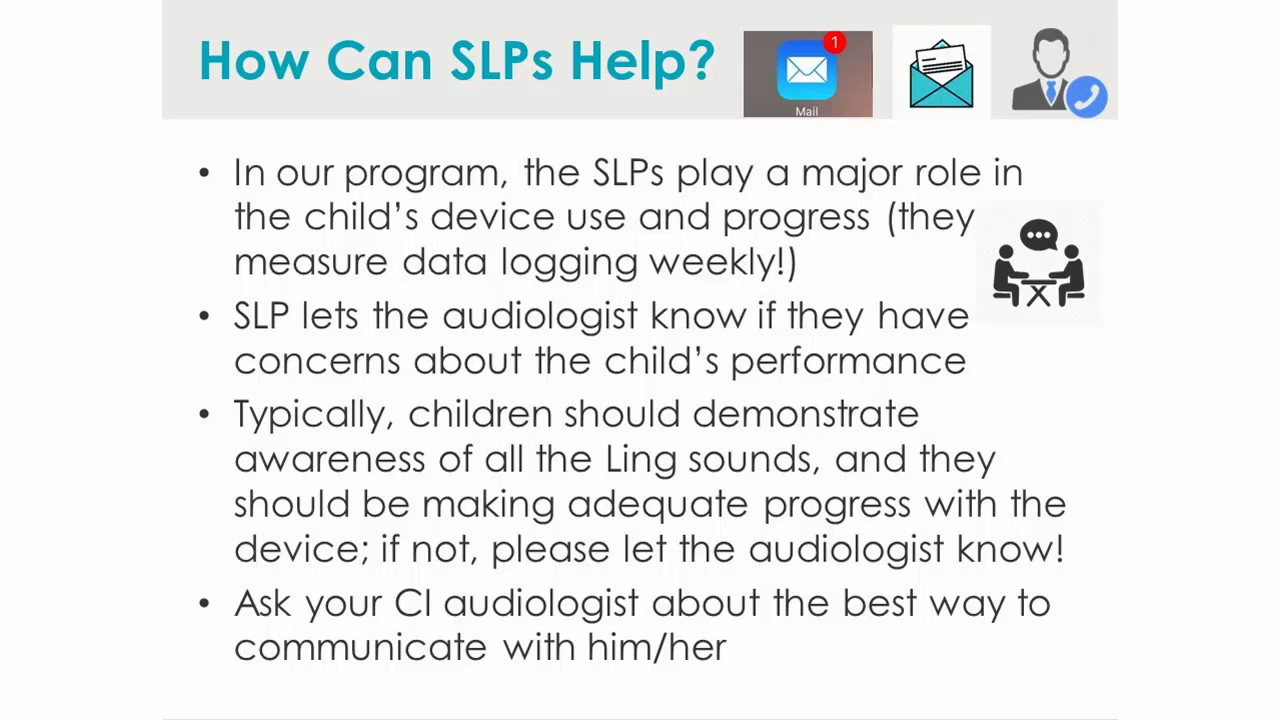 How Can SLPs Help?
1
Mail
• In our program, the SLPs play a major role in
the child’s device use and progress (they
measure data logging weekly!)
• SLP lets the audiologist know if they have
concerns about the child’s performance
• Typically, children should demonstrate
awareness of all the Ling sounds, and they
should be making adequate progress with the
device; if not, please let the audiologist know!
• Ask your CI audiologist about the best way to
communicate with him/her